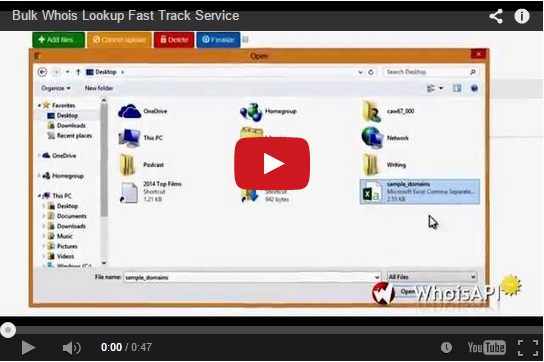 Bulk Whois Lookup Fast Track Service
Add files
Cancel upload
Delete
Finalize
Open
Desktop
Search Desktop
Organize
New folder
Favorites
Desktop
Downloads
Recent places
OneDrive
Homegroup
This PC
Desktop
Documents
Downloads
Music
Pictures
Videos
Windows (C:)
OneDrive
Homegroup
caw67_000
This PC
Network
Podcast
Writing
2014 Top Films
Shortcut
1.21 KB
Shortcut
942 bytes
sample_domains
Microsoft Excel Comma Separate...
2.55 KB
File name: sample_domains
All Files
Open
WhoisAPI
0:00 / 0:47
YouTube